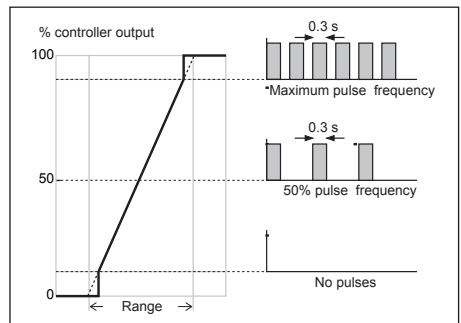 % controller output
100
50
0
Range
0.3 s
Maximum pulse frequency
0.3 s
50% pulse frequency
No pulses